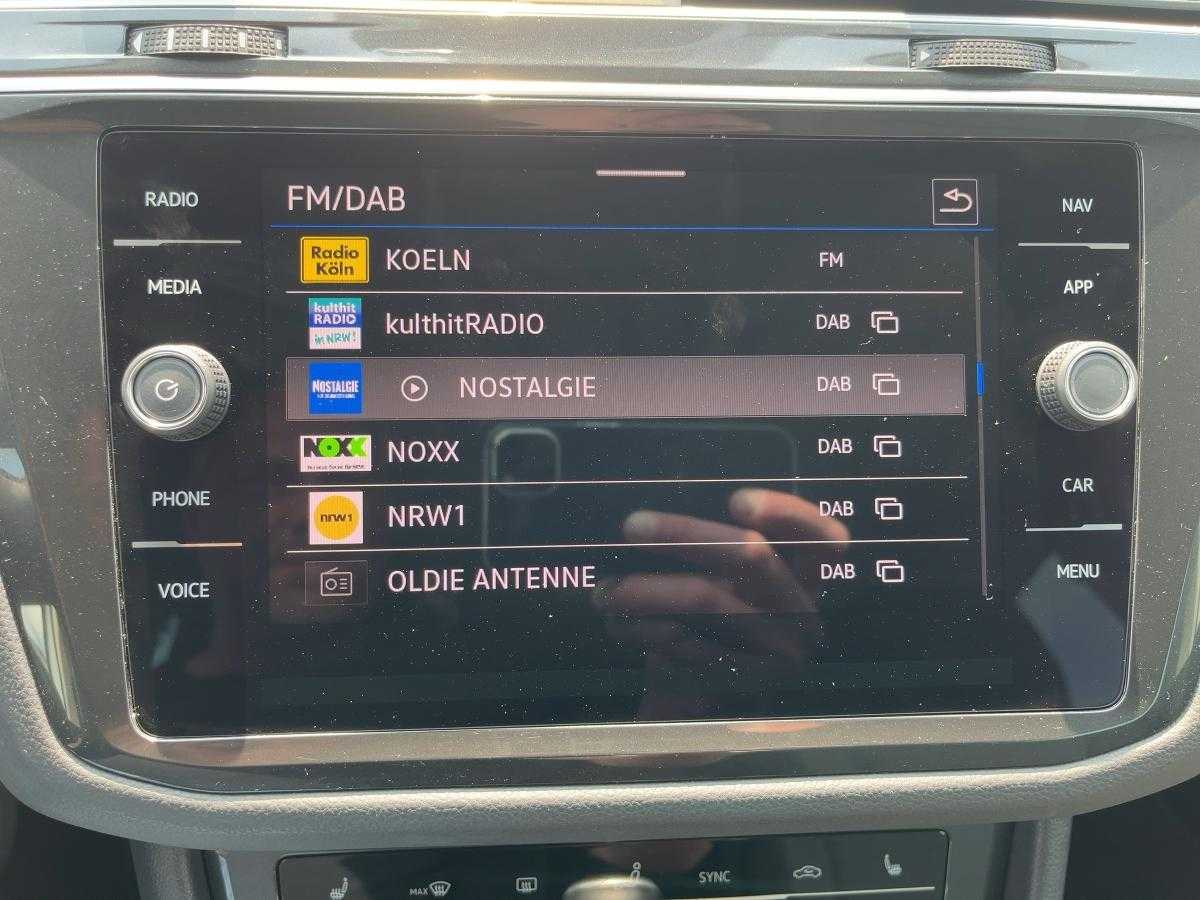 RADIO
MEDIA
PHONE
VOICE
FM/DAB
Radio
Köln
KOELN FM
kulthit
RADIO
in NRW!
kulthitRADIO DAB
NOSTALGIE
NOSTALGIE DAB
NOXX
NOXX DAB
nrw1
NRW1 DAB
OLDIE ANTENNE DAB
NAV
APP
CAR
MENU
MAX
SYNC